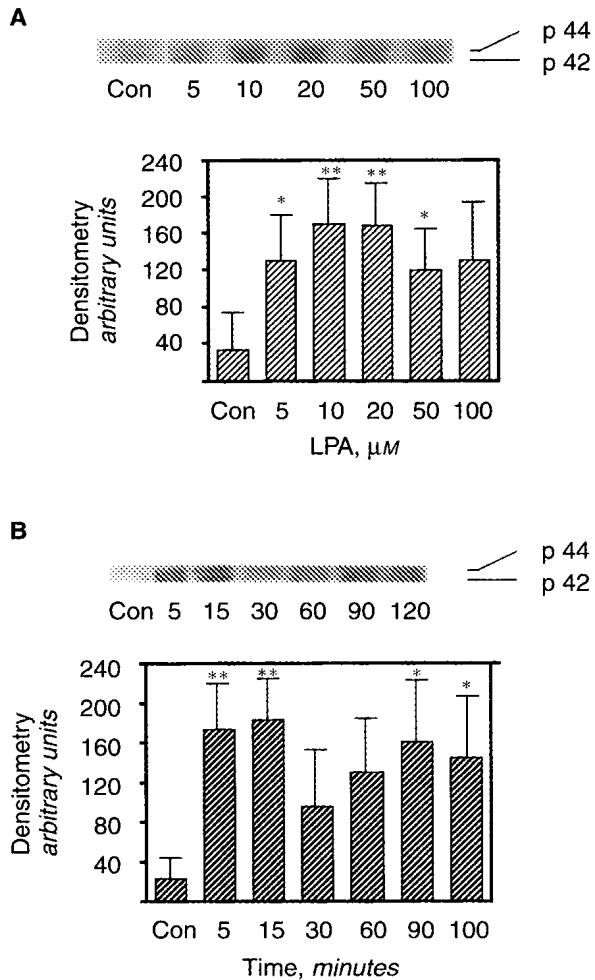 A
p 44
p 42
Con 5 10 20 50 100
240
200
160
120
80
40
Densitometry
arbitrary units
* ** ** *
Con 5 10 20 50 100
LPA, μM
B
p 44
p 42
Con 5 15 30 60 90 120
240
200
160
120
80
40
Densitometry
arbitrary units
** ** * *
Con 5 15 30 60 90 100
Time, minutes